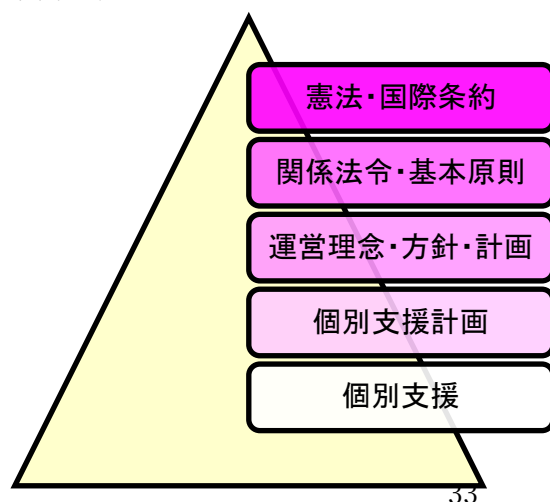 憲法・国際条約
関係法令・基本原則
運営理念・方針・計画
個別支援計画
個別支援
33